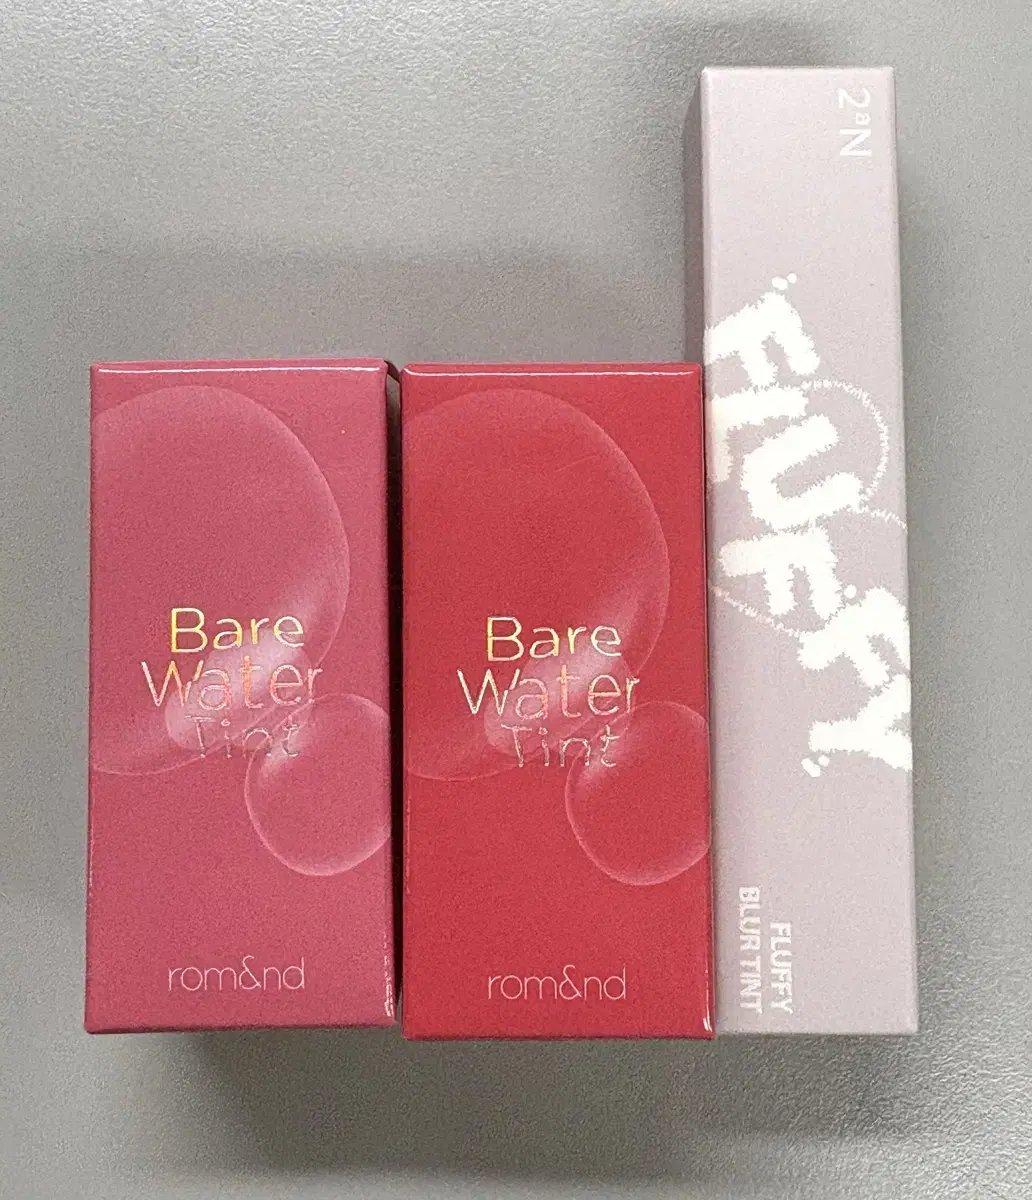 Bare
Water
Tint
rom&nd
Bare
Water
Tint
rom&nd
2aN
FLUFFY
FLUFFY
BLUR TINT